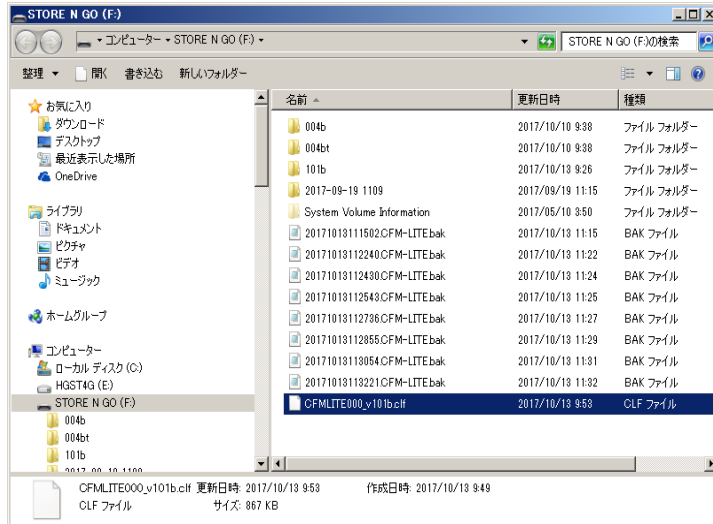 STORE N GO (F:)
コンピューター ▾ STORE N GO (F:) ▾
STORE N GO (F:)の検索
整理 ▼ 開く 書き込む 新しいフォルダー
お気に入り
ダウンロード
デスクトップ
最近表示した場所
OneDrive
ライブラリ
ドキュメント
ピクチャ
ビデオ
ミュージック
ホームグループ
コンピューター
ローカル ディスク (C:)
HGST4G (E:)
STORE N GO (F:)
004b
004bt
101b
2017-09-19 1109
名前 更新日時 種類
004b 2017/10/10 9:38 ファイル フォルダー
004bt 2017/10/10 9:38 ファイル フォルダー
101b 2017/10/13 9:26 ファイル フォルダー
2017-09-19 1109 2017/09/19 11:15 ファイル フォルダー
System Volume Information 2017/05/10 3:50 ファイル フォルダー
20171013111502.CFM-LITE.bak 2017/10/13 11:15 BAK ファイル
20171013112240.CFM-LITE.bak 2017/10/13 11:22 BAK ファイル
20171013112430.CFM-LITE.bak 2017/10/13 11:24 BAK ファイル
20171013112543.CFM-LITE.bak 2017/10/13 11:25 BAK ファイル
20171013112736.CFM-LITE.bak 2017/10/13 11:27 BAK ファイル
20171013112855.CFM-LITE.bak 2017/10/13 11:29 BAK ファイル
20171013113054.CFM-LITE.bak 2017/10/13 11:31 BAK ファイル
20171013113221.CFM-LITE.bak 2017/10/13 11:32 BAK ファイル
CFMLITE000_v101b.clf 2017/10/13 9:53 CLF ファイル
CFMLITE000_v101b.clf 更新日時: 2017/10/13 9:53 作成日時: 2017/10/13 9:49
CLF ファイル サイズ: 867 KB